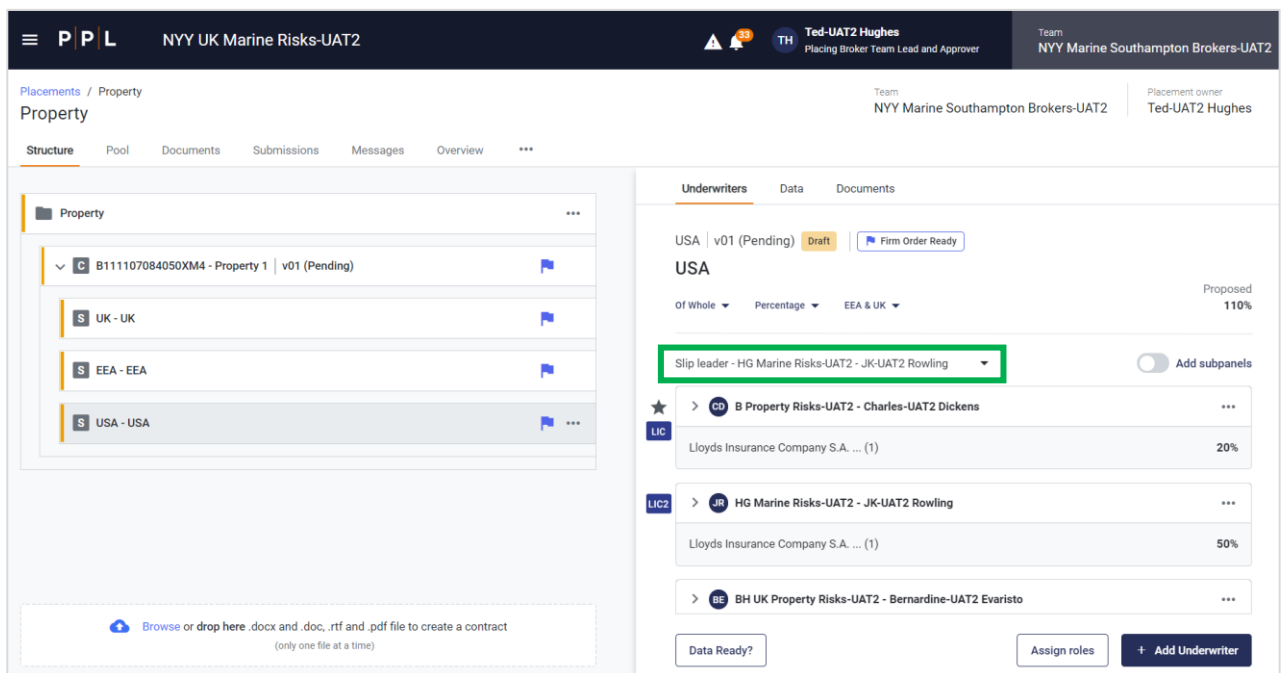 PPL
NYY UK Marine Risks-UAT2
33
TH
Ted-UAT2 Hughes
Placing Broker Team Lead and Approver
Team
NYY Marine Southampton Brokers-UAT2
Placements / Property
Property
Team
NYY Marine Southampton Brokers-UAT2
Placement owner
Ted-UAT2 Hughes
Structure Pool Documents Submissions Messages Overview •••
Property •••
C B111107084050XM4 - Property 1 | v01 (Pending)
S UK - UK
S EEA - EEA
S USA - USA •••
Browse or drop here .docx and .doc, .rtf and .pdf file to create a contract
(only one file at a time)
Underwriters Data Documents
USA | v01 (Pending) Draft Firm Order Ready
USA
Of Whole Percentage EEA & UK
Proposed
110%
Slip leader - HG Marine Risks-UAT2 - JK-UAT2 Rowling
Add subpanels
CD B Property Risks-UAT2 - Charles-UAT2 Dickens •••
LIC
Lloyds Insurance Company S.A. ... (1) 20%
LIC2
JR HG Marine Risks-UAT2 - JK-UAT2 Rowling •••
Lloyds Insurance Company S.A. ... (1) 50%
BE BH UK Property Risks-UAT2 - Bernardine-UAT2 Evaristo •••
Data Ready? Assign roles + Add Underwriter